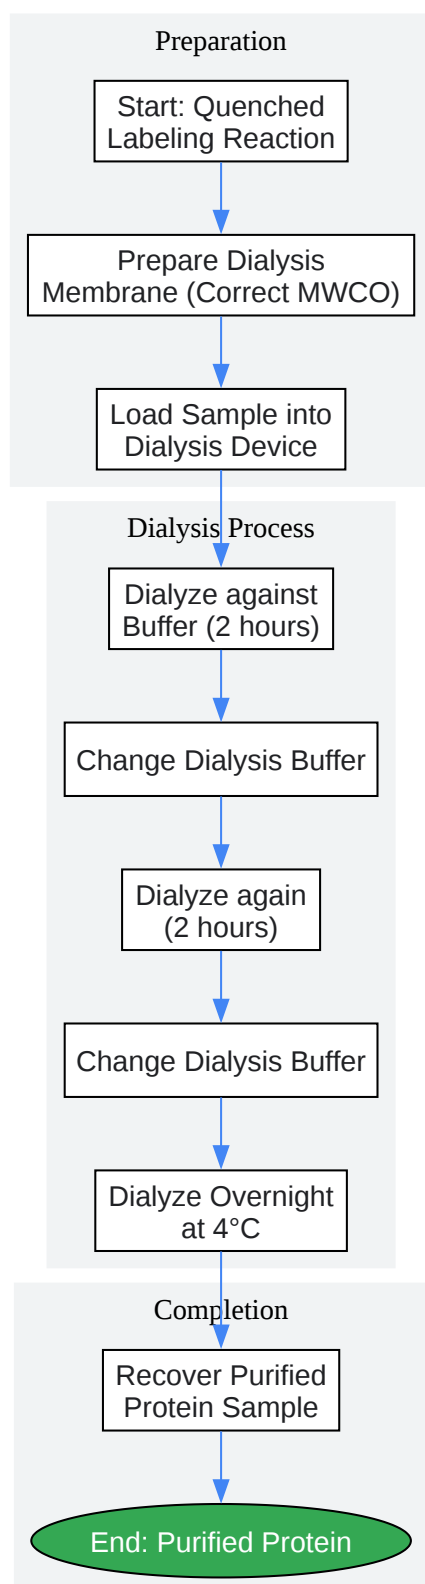 Preparation
Start: Quenched
Labeling Reaction
Prepare Dialysis
Membrane (Correct MWCO)
Load Sample into
Dialysis Device
Dialysis Process
Dialyze against
Buffer (2 hours)
Change Dialysis Buffer
Dialyze again
(2 hours)
Change Dialysis Buffer
Dialyze Overnight
at 4°C
Completion
Recover Purified
Protein Sample
End: Purified Protein